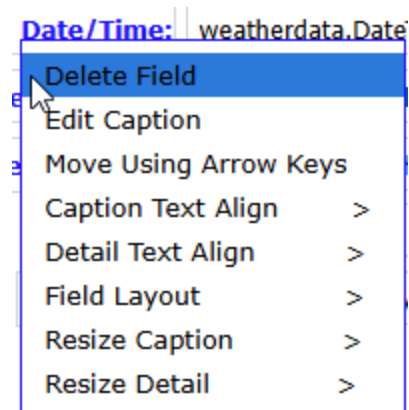 Date/Time: weatherdata.Date
Delete Field
Edit Caption
Move Using Arrow Keys
Caption Text Align >
Detail Text Align >
Field Layout >
Resize Caption >
Resize Detail >